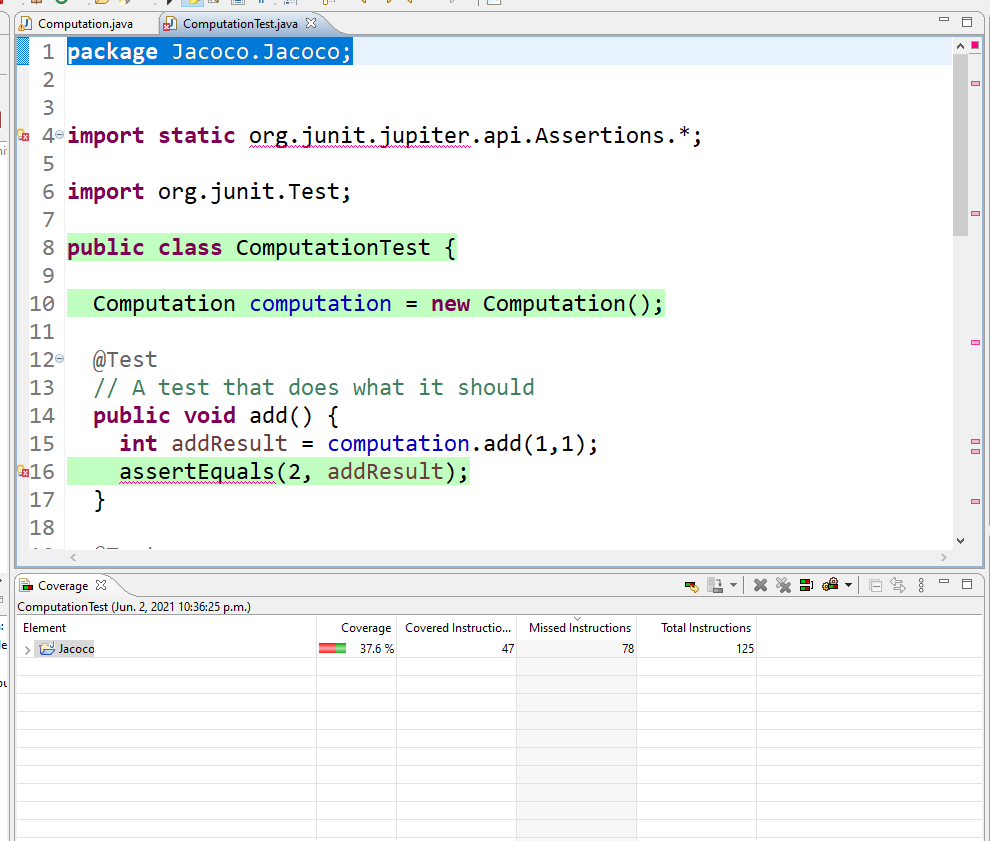 Computation.java ComputationTest.java
1 package Jacoco.Jacoco;
2
3
4 import static org.junit.jupiter.api.Assertions.*;
5
6 import org.junit.Test;
7
8 public class ComputationTest {
9
10 Computation computation = new Computation();
11
12 @Test
13 // A test that does what it should
14 public void add() {
15 int addResult = computation.add(1,1);
16 assertEquals(2, addResult);
17 }
18
Coverage
ComputationTest (Jun. 2, 2021 10:36:25 p.m.)
Element Coverage Covered Instructio... Missed Instructions Total Instructions
Jacoco 37.6 % 47 78 125